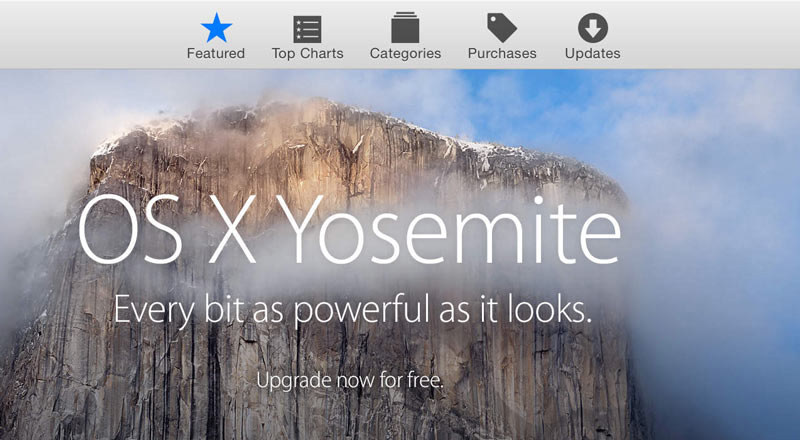 Featured
Top Charts
Categories
Purchases
Updates
OS X Yosemite
Every bit as powerful as it looks.
Upgrade now for free.